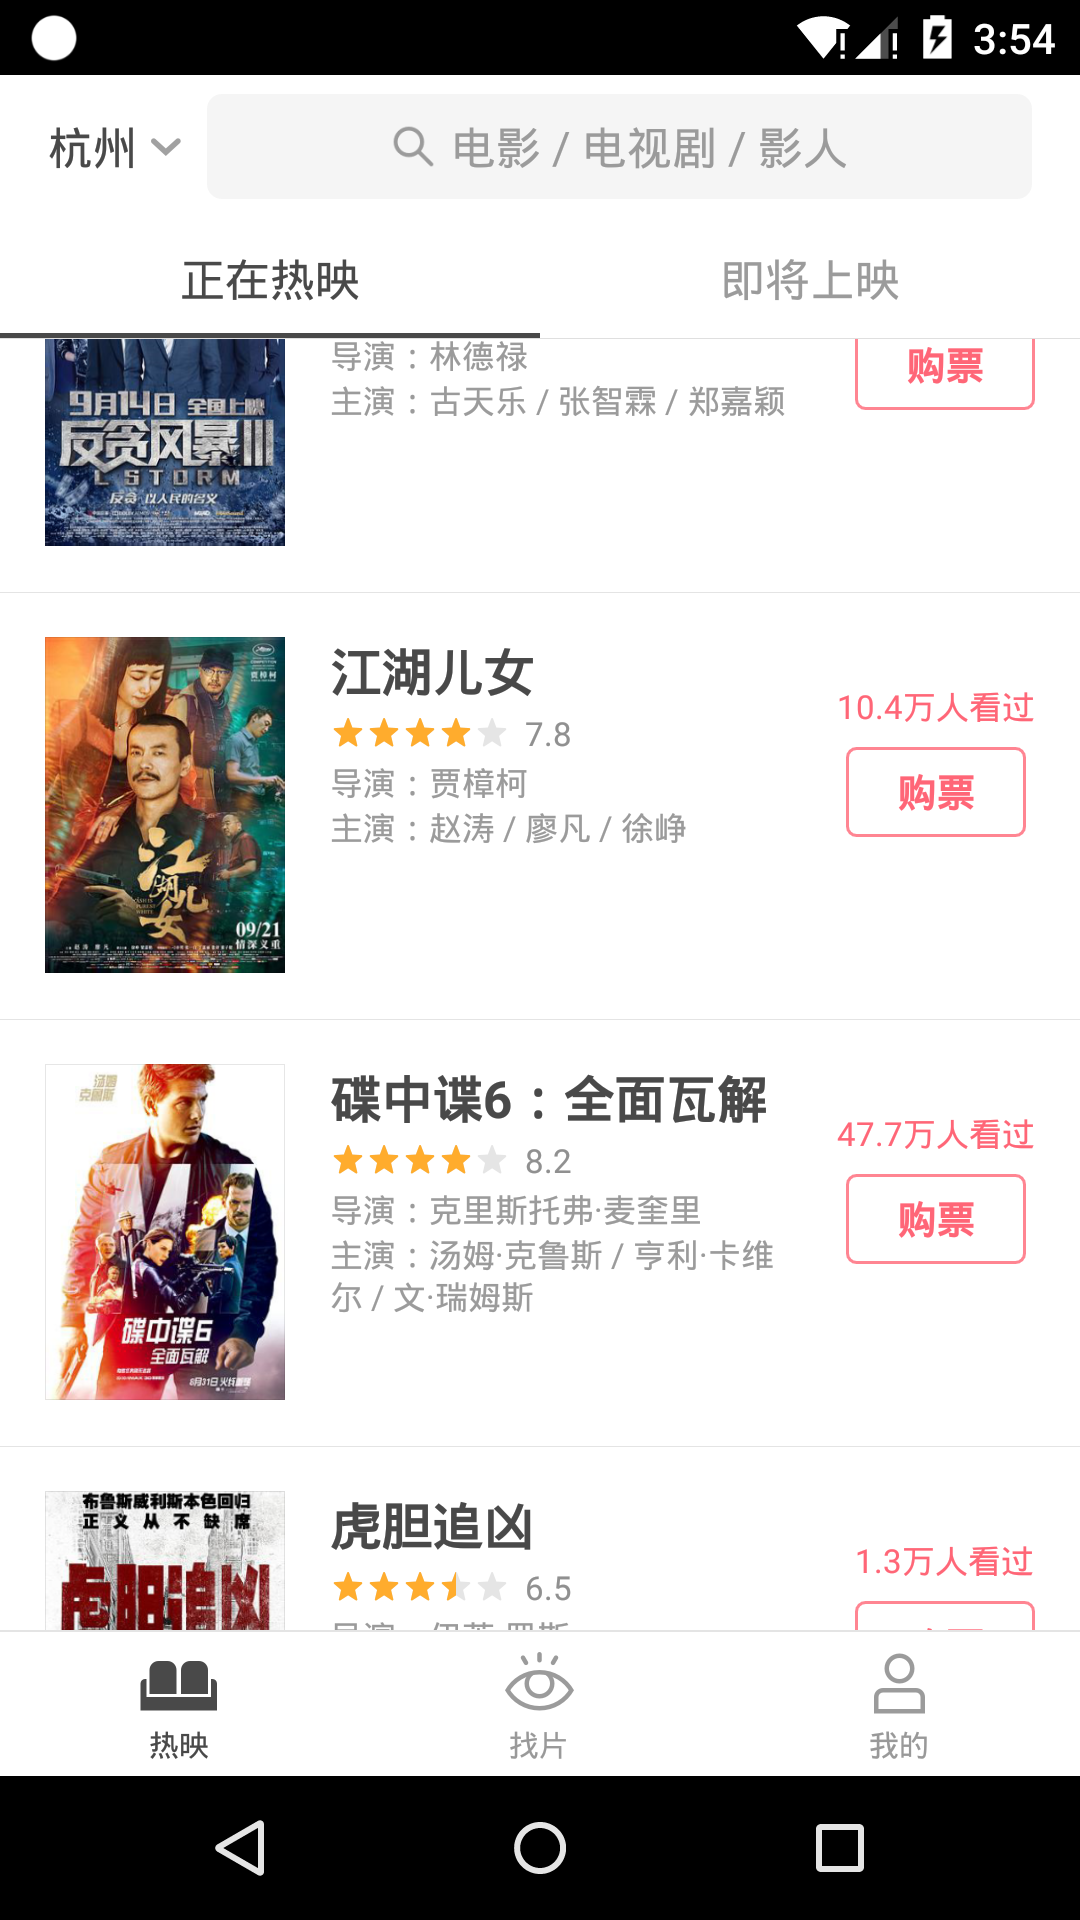 3:54
杭州
电影 / 电视剧 / 影人
正在热映
即将上映
9月14日 全国上映
反贪风暴III
L STORM
反贪 以人民的名义
导演：林德禄
主演：古天乐 / 张智霖 / 郑嘉颖
购票
贾樟柯
江湖儿女
09/21
情深义重
江湖儿女
7.8
导演：贾樟柯
主演：赵涛 / 廖凡 / 徐峥
10.4万人看过
购票
汤姆
克鲁斯
碟中谍6
全面瓦解
8月31日
碟中谍6：全面瓦解
8.2
导演：克里斯托弗·麦奎里
主演：汤姆·克鲁斯 / 亨利·卡维
尔 / 文·瑞姆斯
47.7万人看过
购票
布鲁斯威利斯本色回归
正义从不缺席
虎胆追凶
虎胆追凶
6.5
1.3万人看过
热映
找片
我的